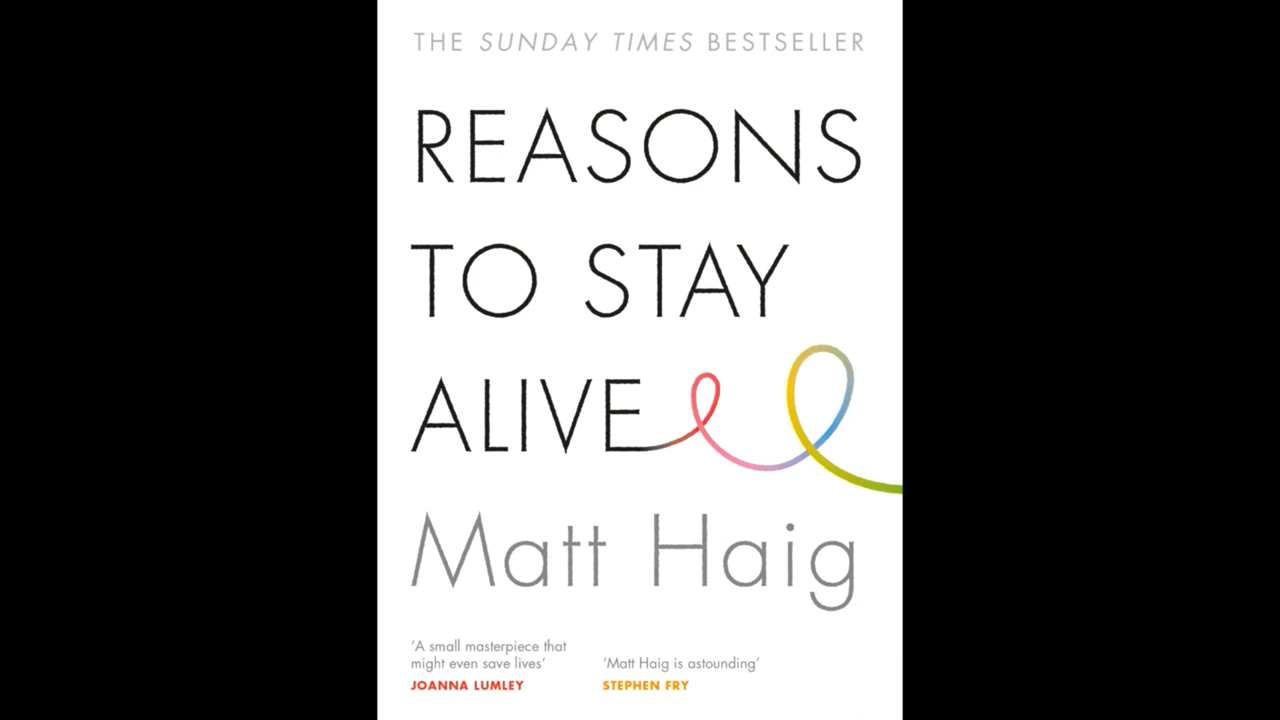 THE SUNDAY TIMES BESTSELLER
REASONS
TO STAY
ALIVE
Matt Haig
‘A small masterpiece that
might even save lives’
JOANNA LUMLEY
‘Matt Haig is astounding’
STEPHEN FRY